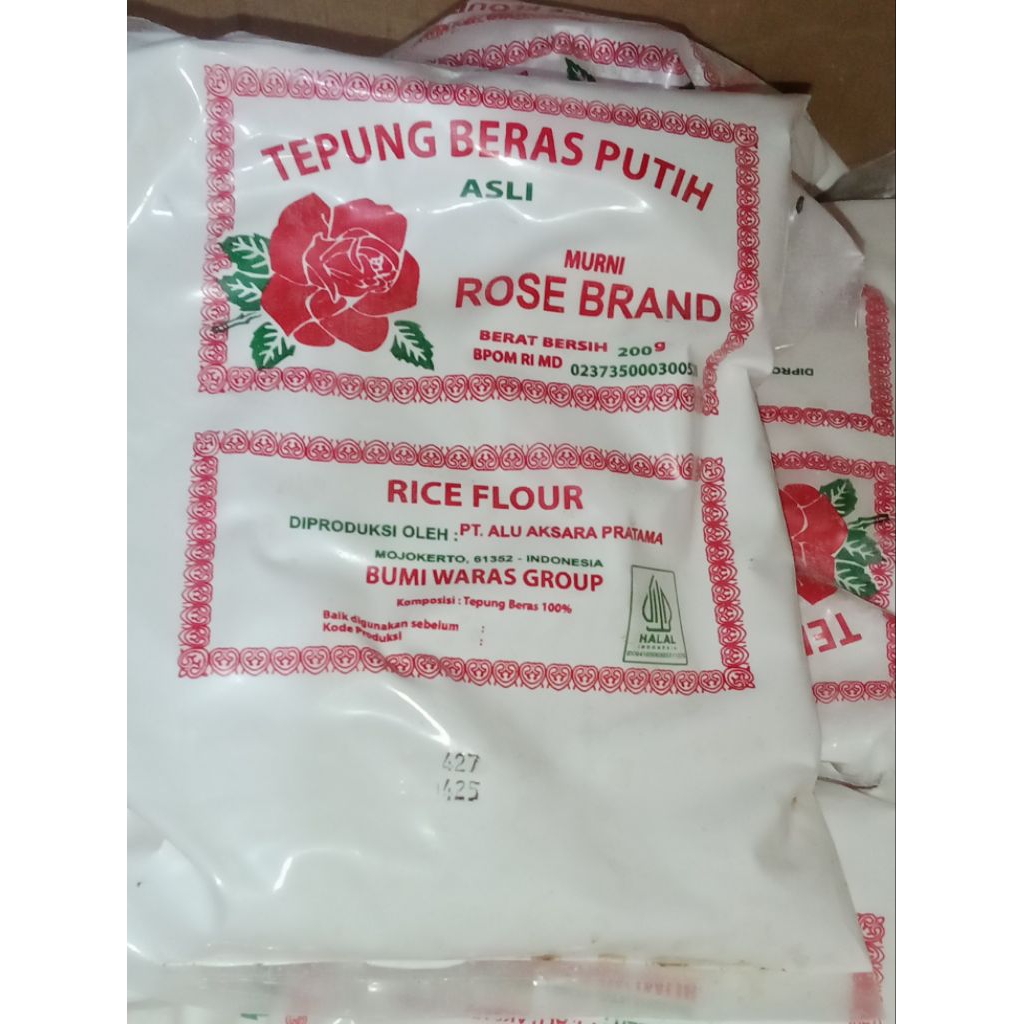 TEPUNG BERAS PUTIH
ASLI
MURNI
ROSE BRAND
BERAT BERSIH 200 g
BPOM RI MD
RICE FLOUR
DIPRODUKSI OLEH : PT. ALU AKSARA PRATAMA
MOJOKERTO, 61352 - INDONESIA
BUMI WARAS GROUP
Komposisi : Tepung Beras 100%
Baik digunakan sebelum :
Kode Produksi :
HALAL
INDONESIA
427
425